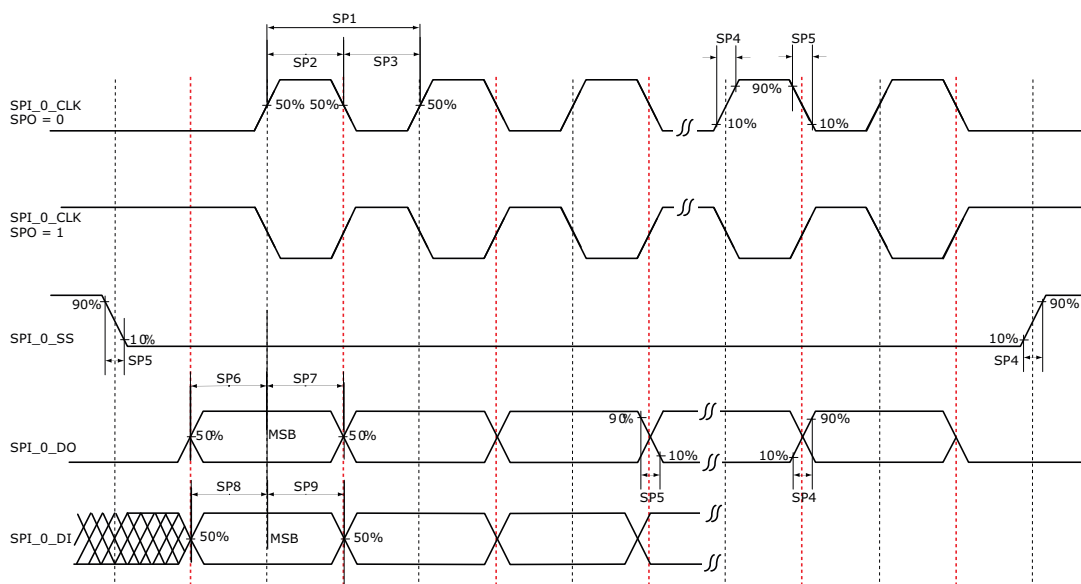 SP1
SP4 SP5
SP2 SP3
SPI_0_CLK
SPO = 0
50% 50% 50% 90%
10% 10%
SPI_0_CLK
SPO = 1
90% 90%
SPI_0_SS 10% 10%
SP5 SP4
SP6 SP7
90% 90%
SPI_0_DO 50% MSB 50%
10% 10%
SP8 SP9 SP5 SP4
SPI_0_DI 50% MSB 50%